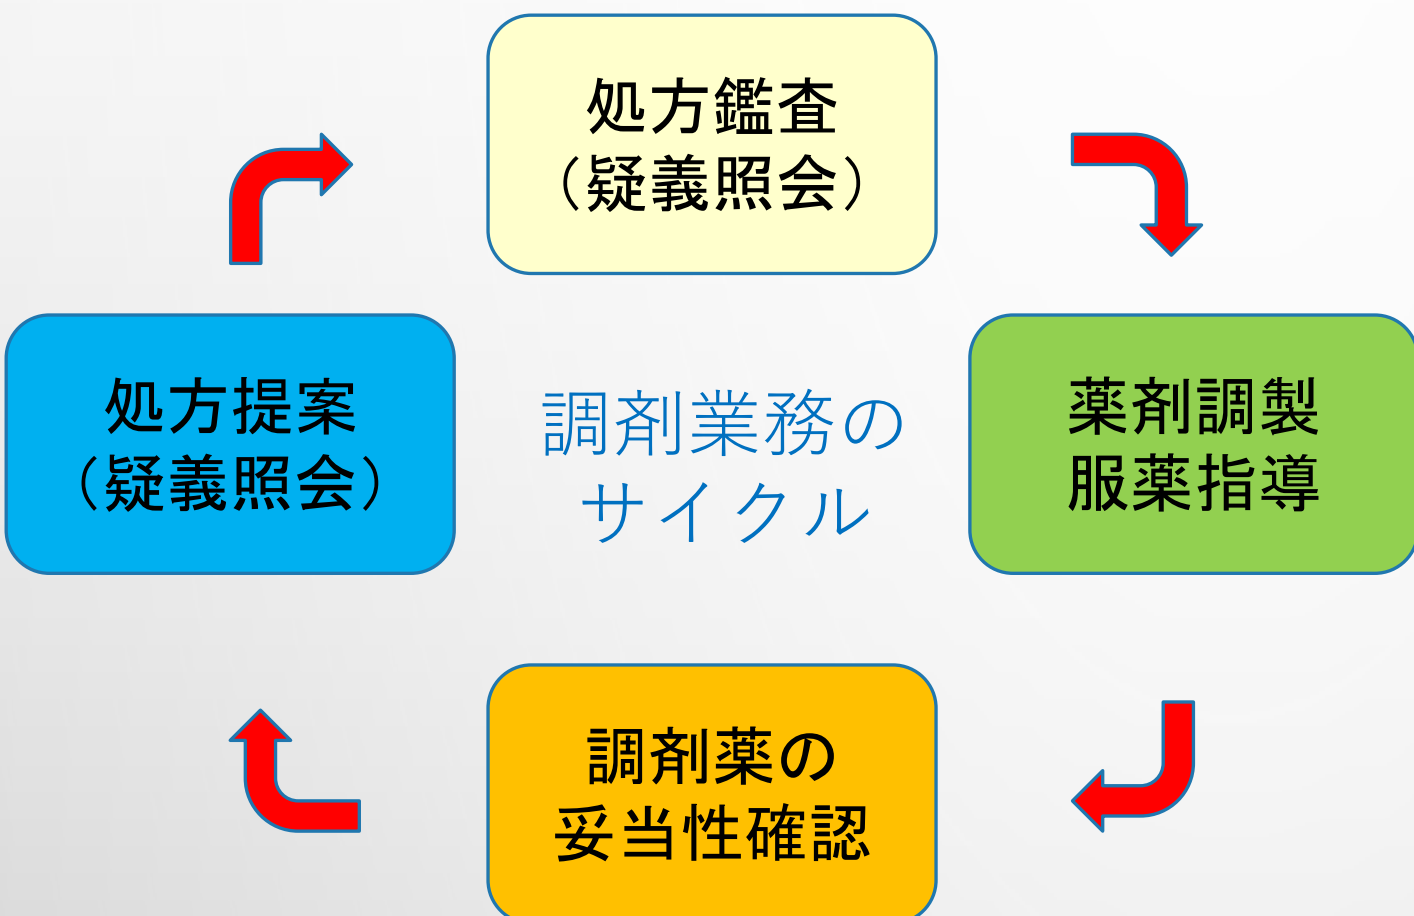 処方鑑査
（疑義照会）
処方提案
（疑義照会）
調剤業務の
サイクル
薬剤調製
服薬指導
調剤薬の
妥当性確認